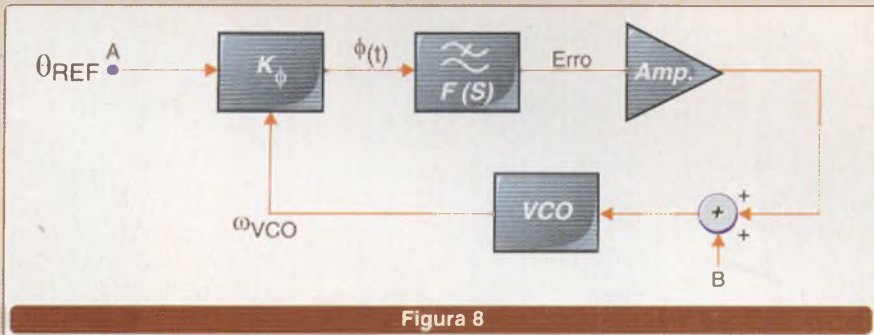 A
θREF
Kϕ
ϕ(t)
F (S)
Erro
Amp.
ωVCO
VCO
+
+
+
B
Figura 8